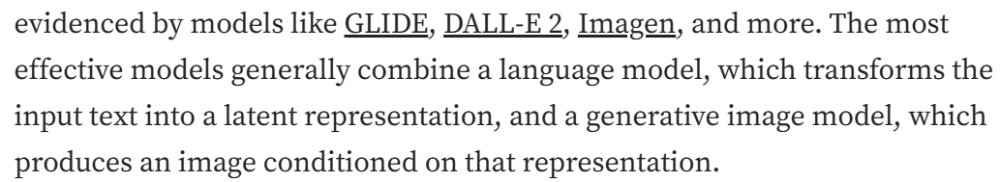 evidenced by models like GLIDE, DALL-E 2, Imagen, and more. The most
effective models generally combine a language model, which transforms the
input text into a latent representation, and a generative image model, which
produces an image conditioned on that representation.